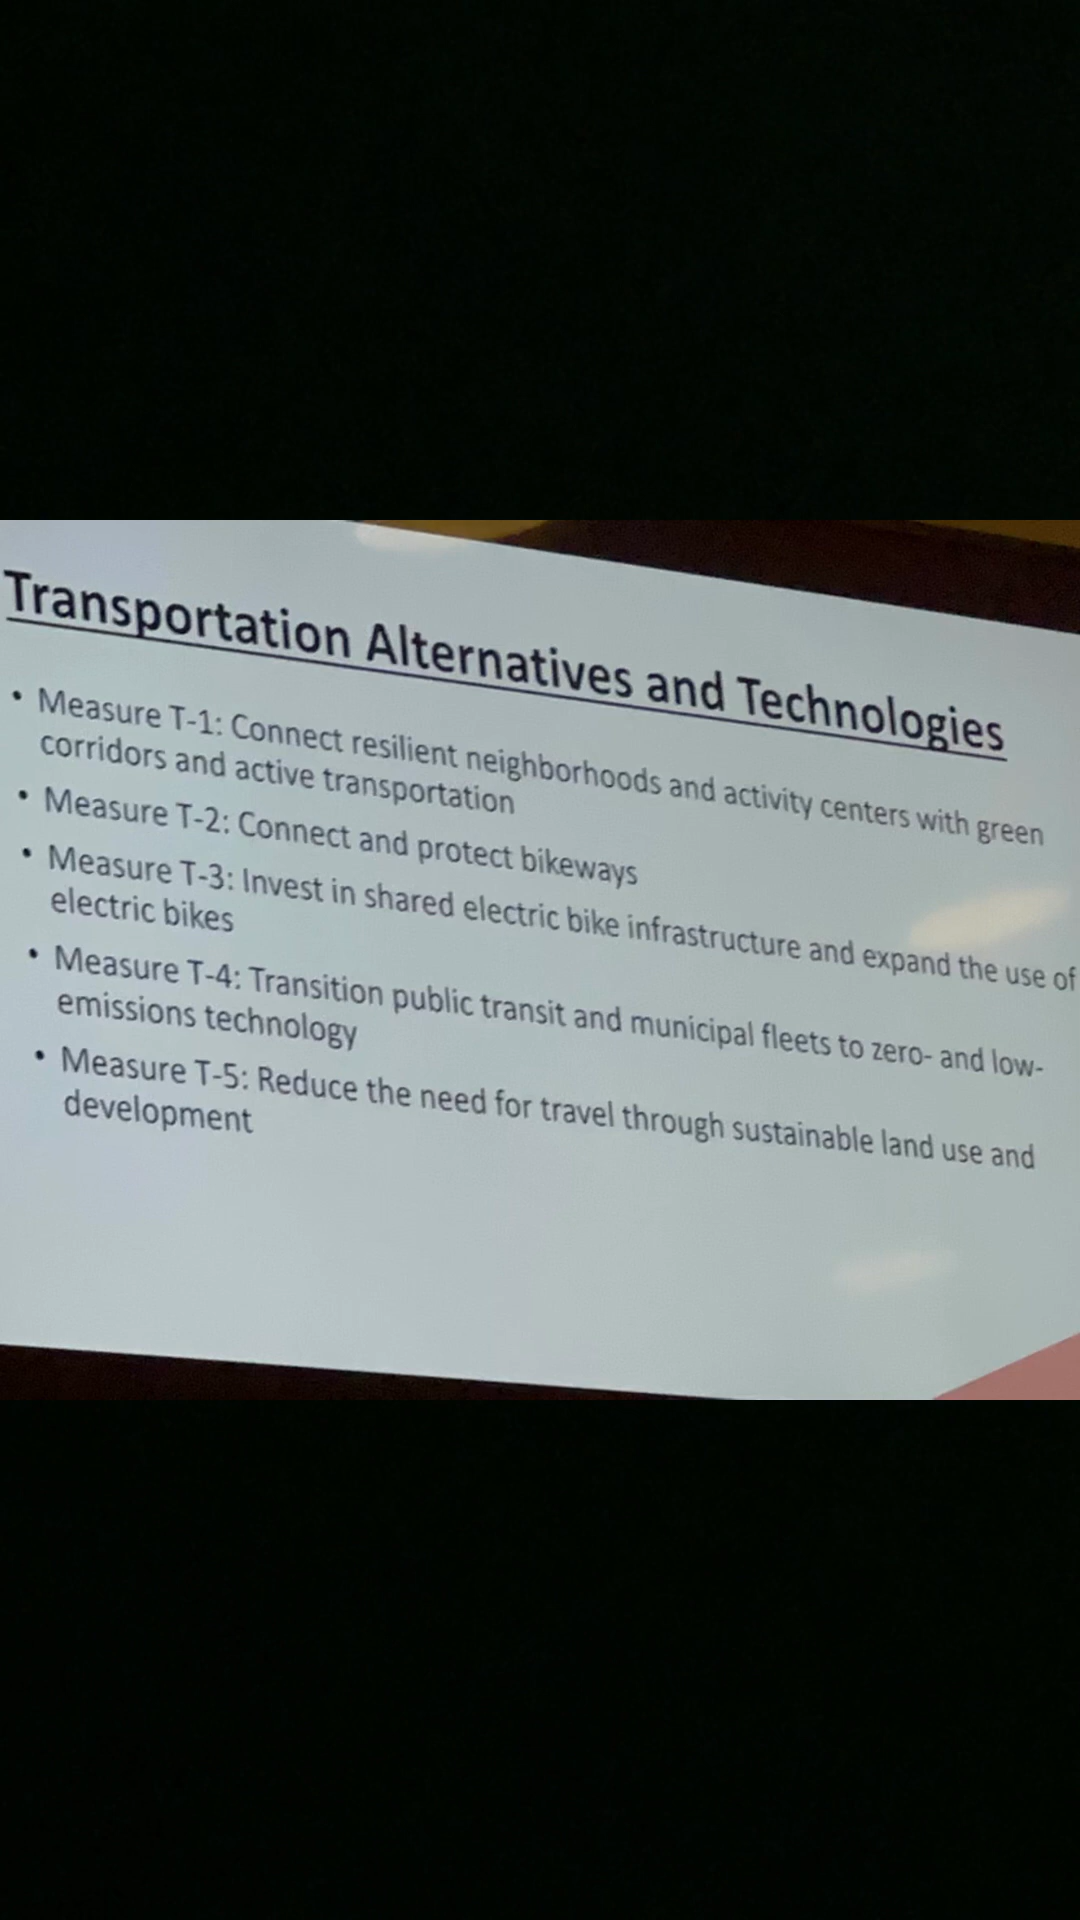 Transportation Alternatives and Technologies
• Measure T-1: Connect resilient neighborhoods and activity centers with green
corridors and active transportation
• Measure T-2: Connect and protect bikeways
• Measure T-3: Invest in shared electric bike infrastructure and expand the use of
electric bikes
• Measure T-4: Transition public transit and municipal fleets to zero- and low-
emissions technology
• Measure T-5: Reduce the need for travel through sustainable land use and
development